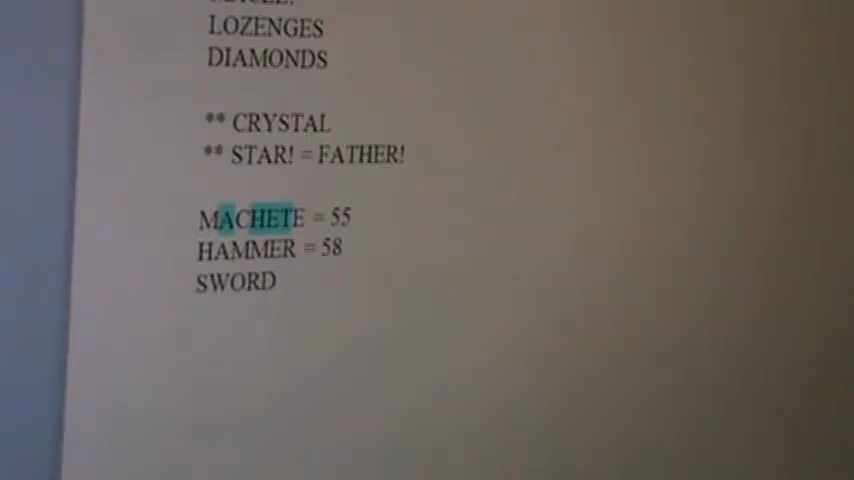 LOZENGES
DIAMONDS
** CRYSTAL
** STAR! = FATHER!
MACHETE = 55
HAMMER = 58
SWORD